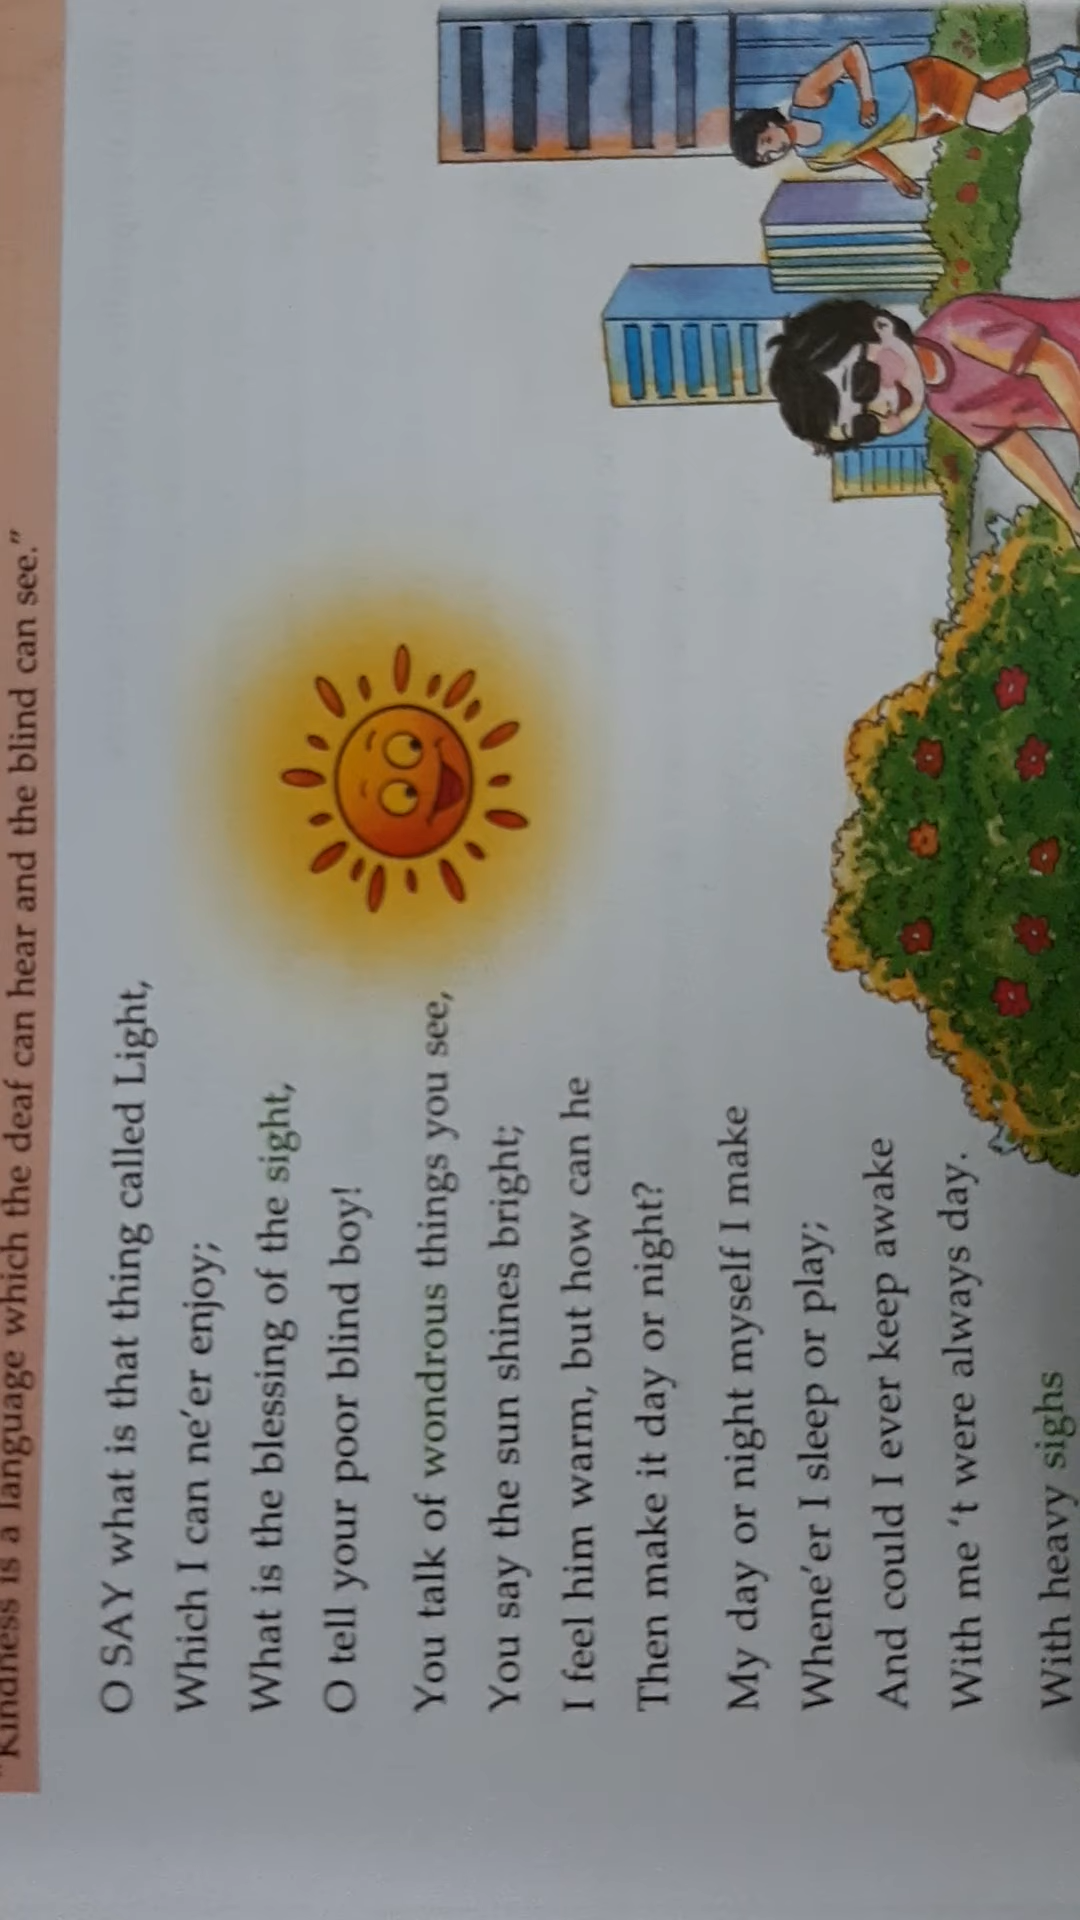 "Kindness is a language which the deaf can hear and the blind can see."
O SAY what is that thing called Light,
Which I can ne'er enjoy;
What is the blessing of the sight,
O tell your poor blind boy!
You talk of wondrous things you see,
You say the sun shines bright;
I feel him warm, but how can he
Then make it day or night?
My day or night myself I make
Whene'er I sleep or play;
And could I ever keep awake
With me 't were always day.
With heavy sighs